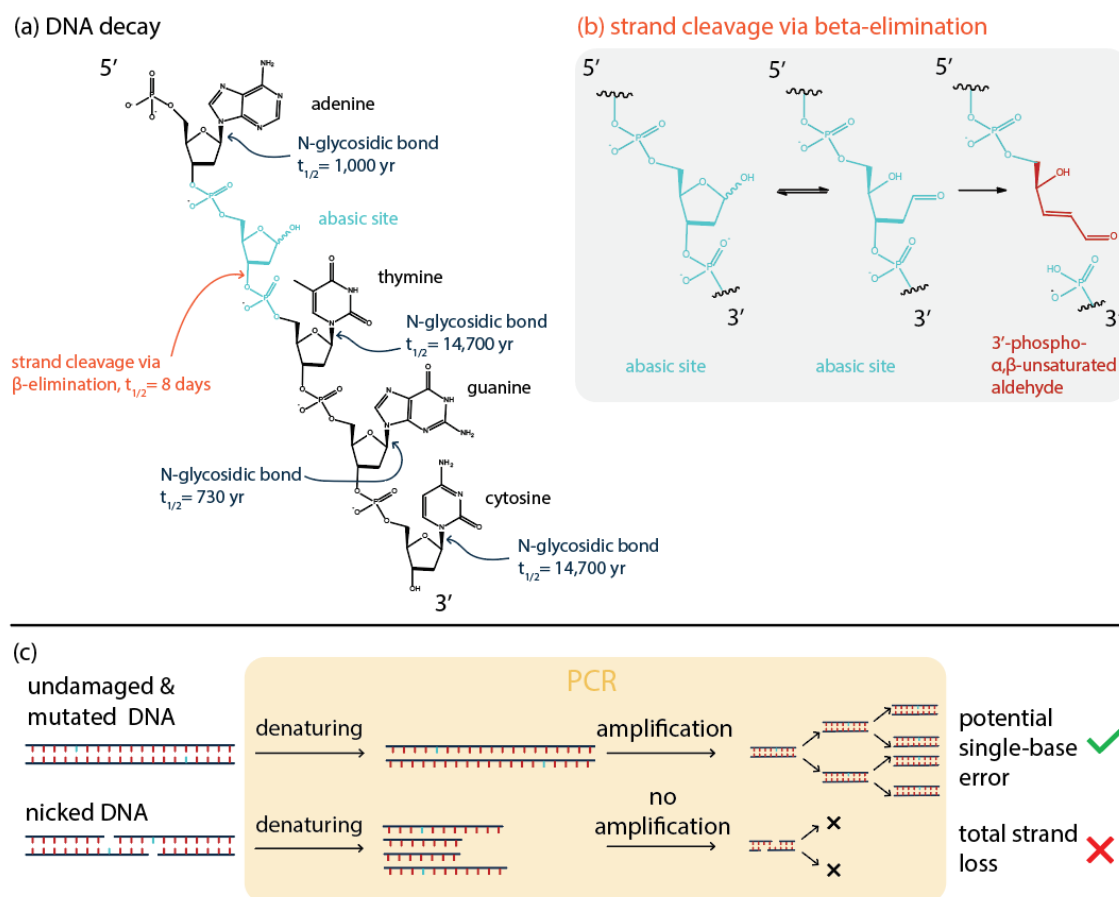 (a) DNA decay
5′
adenine
N-glycosidic bond
t1/2= 1,000 yr
abasic site
thymine
N-glycosidic bond
t1/2= 14,700 yr
strand cleavage via
β-elimination, t1/2= 8 days
guanine
N-glycosidic bond
t1/2= 730 yr
cytosine
N-glycosidic bond
t1/2= 14,700 yr
3′
(b) strand cleavage via beta-elimination
5′
5′
5′
3′
3′
3′
abasic site
abasic site
3′-phospho-
α,β-unsaturated
aldehyde
(c)
PCR
undamaged &
mutated DNA
denaturing
amplification
potential
single-base
error
nicked DNA
denaturing
no
amplification
total strand
loss